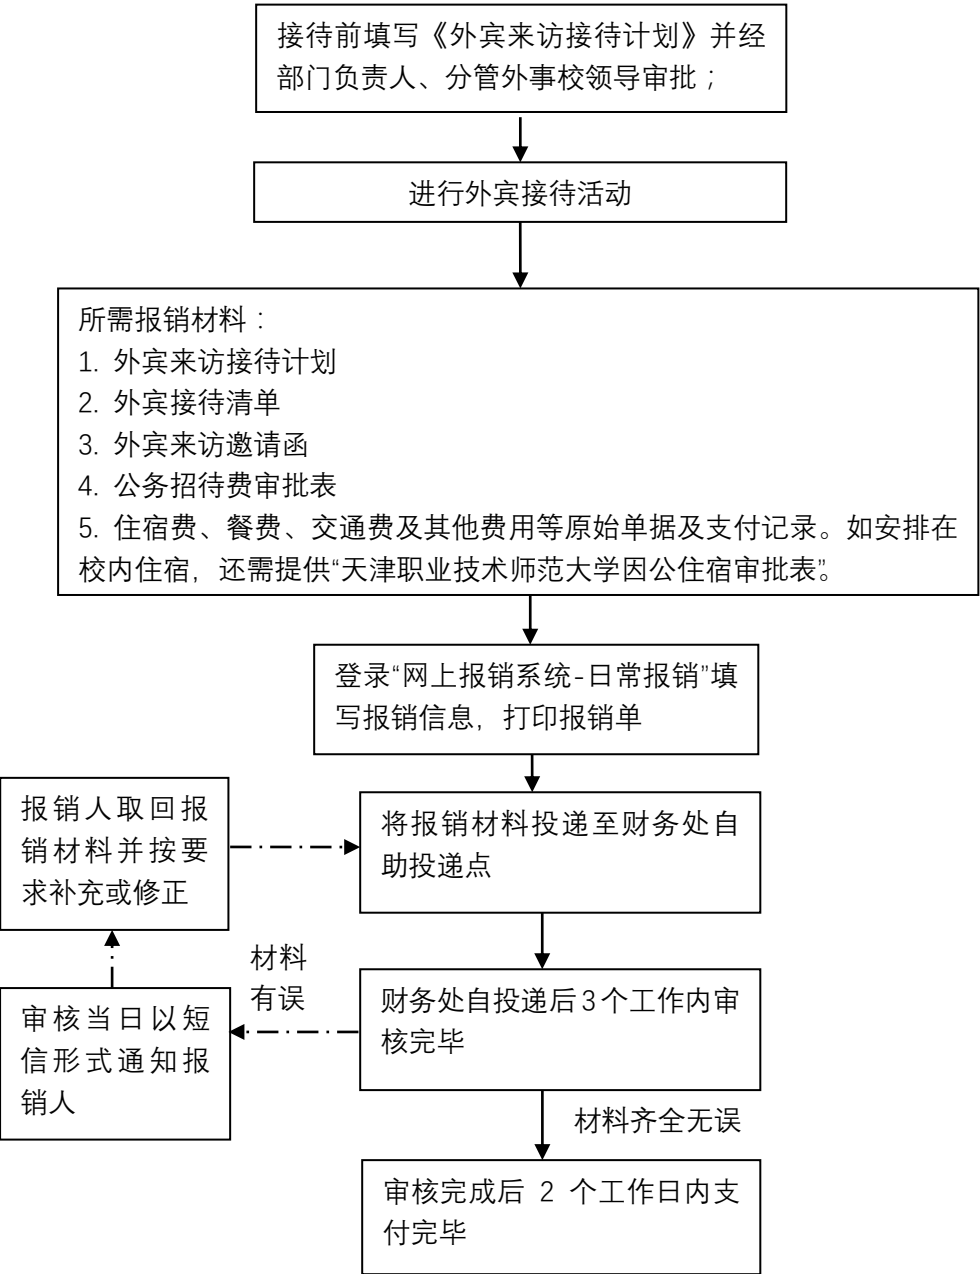 接待前填写《外宾来访接待计划》并经
部门负责人、分管外事校领导审批；
进行外宾接待活动
所需报销材料：
1. 外宾来访接待计划
2. 外宾接待清单
3. 外宾来访邀请函
4. 公务招待费审批表
5. 住宿费、餐费、交通费及其他费用等原始单据及支付记录。如安排在
校内住宿，还需提供“天津职业技术师范大学因公住宿审批表”。
登录“网上报销系统-日常报销”填
写报销信息，打印报销单
将报销材料投递至财务处自
助投递点
报销人取回报
销材料并按要
求补充或修正
材料
有误
财务处自投递后3个工作内审
核完毕
审核当日以短
信形式通知报
销人
材料齐全无误
审核完成后 2 个工作日内支
付完毕